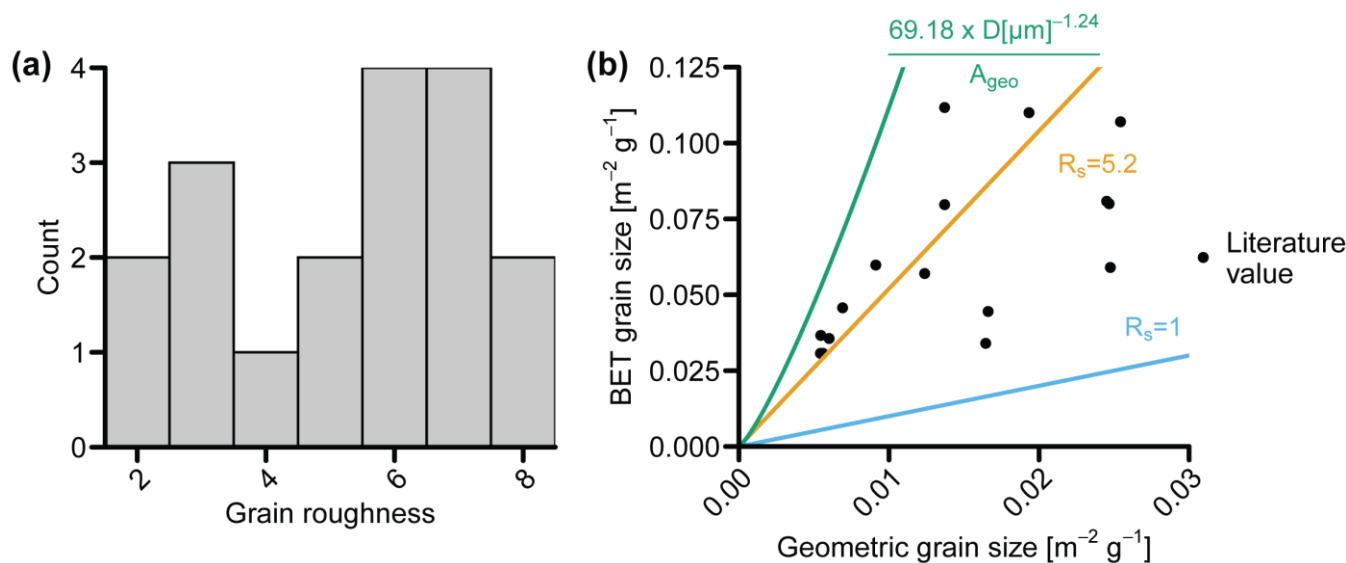 (a)
4
3
2
1
0
Count
2
4
6
8
Grain roughness
(b)
69.18 x D[µm]⁻¹·²⁴
A_geo
0.125
0.100
0.075
0.050
0.025
0.000
BET grain size [m⁻² g⁻¹]
R_s=5.2
R_s=1
Literature
value
0.00
0.01
0.02
0.03
Geometric grain size [m⁻² g⁻¹]